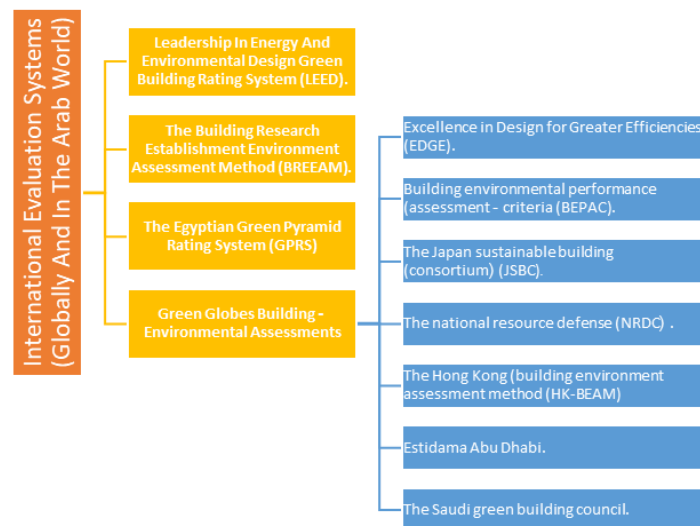 International Evaluation Systems
(Globally And In The Arab World)
Leadership In Energy And
Environmental Design Green
Building Rating System (LEED).
The Building Research
Establishment Environment
Assessment Method (BREEAM).
The Egyptian Green Pyramid
Rating System (GPRS)
Green Globes Building -
Environmental Assessments
Excellence in Design for Greater Efficiencies
(EDGE).
Building environmental performance
(assessment - criteria (BEPAC).
The Japan sustainable building
(consortium) (JSBC).
The national resource defense (NRDC) .
The Hong Kong (building environment
assessment method (HK-BEAM)
Estidama Abu Dhabi.
The Saudi green building council.